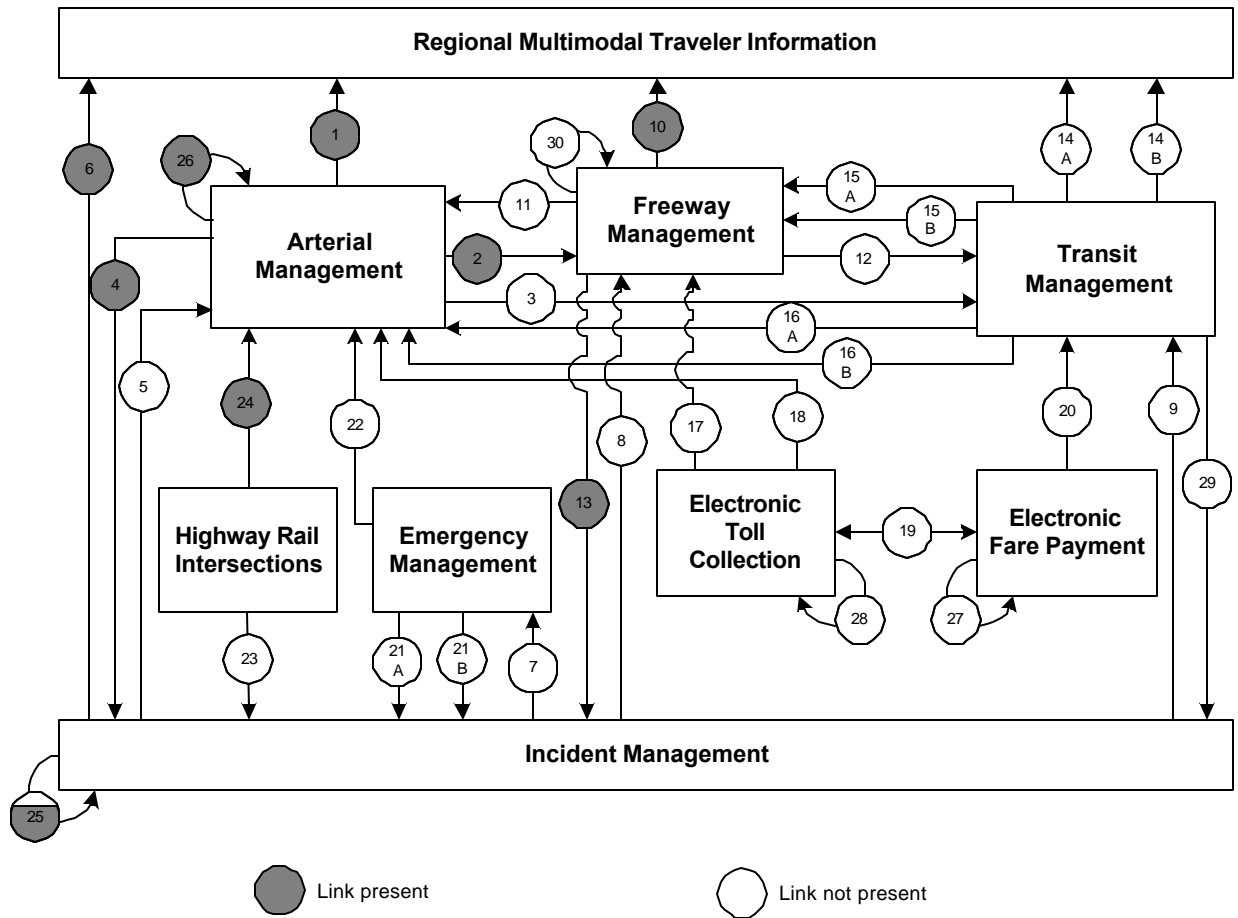 Regional Multimodal Traveler Information
1
10
30
14
A
14
B
26
6
15
A
11
Freeway
Management
15
B
Arterial
Management
2
12
Transit
Management
4
3
16
A
16
B
5
24
22
8
17
18
20
9
29
13
Highway Rail
Intersections
Emergency
Management
Electronic
Toll
Collection
19
Electronic
Fare Payment
28
27
23
21
A
21
B
7
Incident Management
25
Link present
Link not present